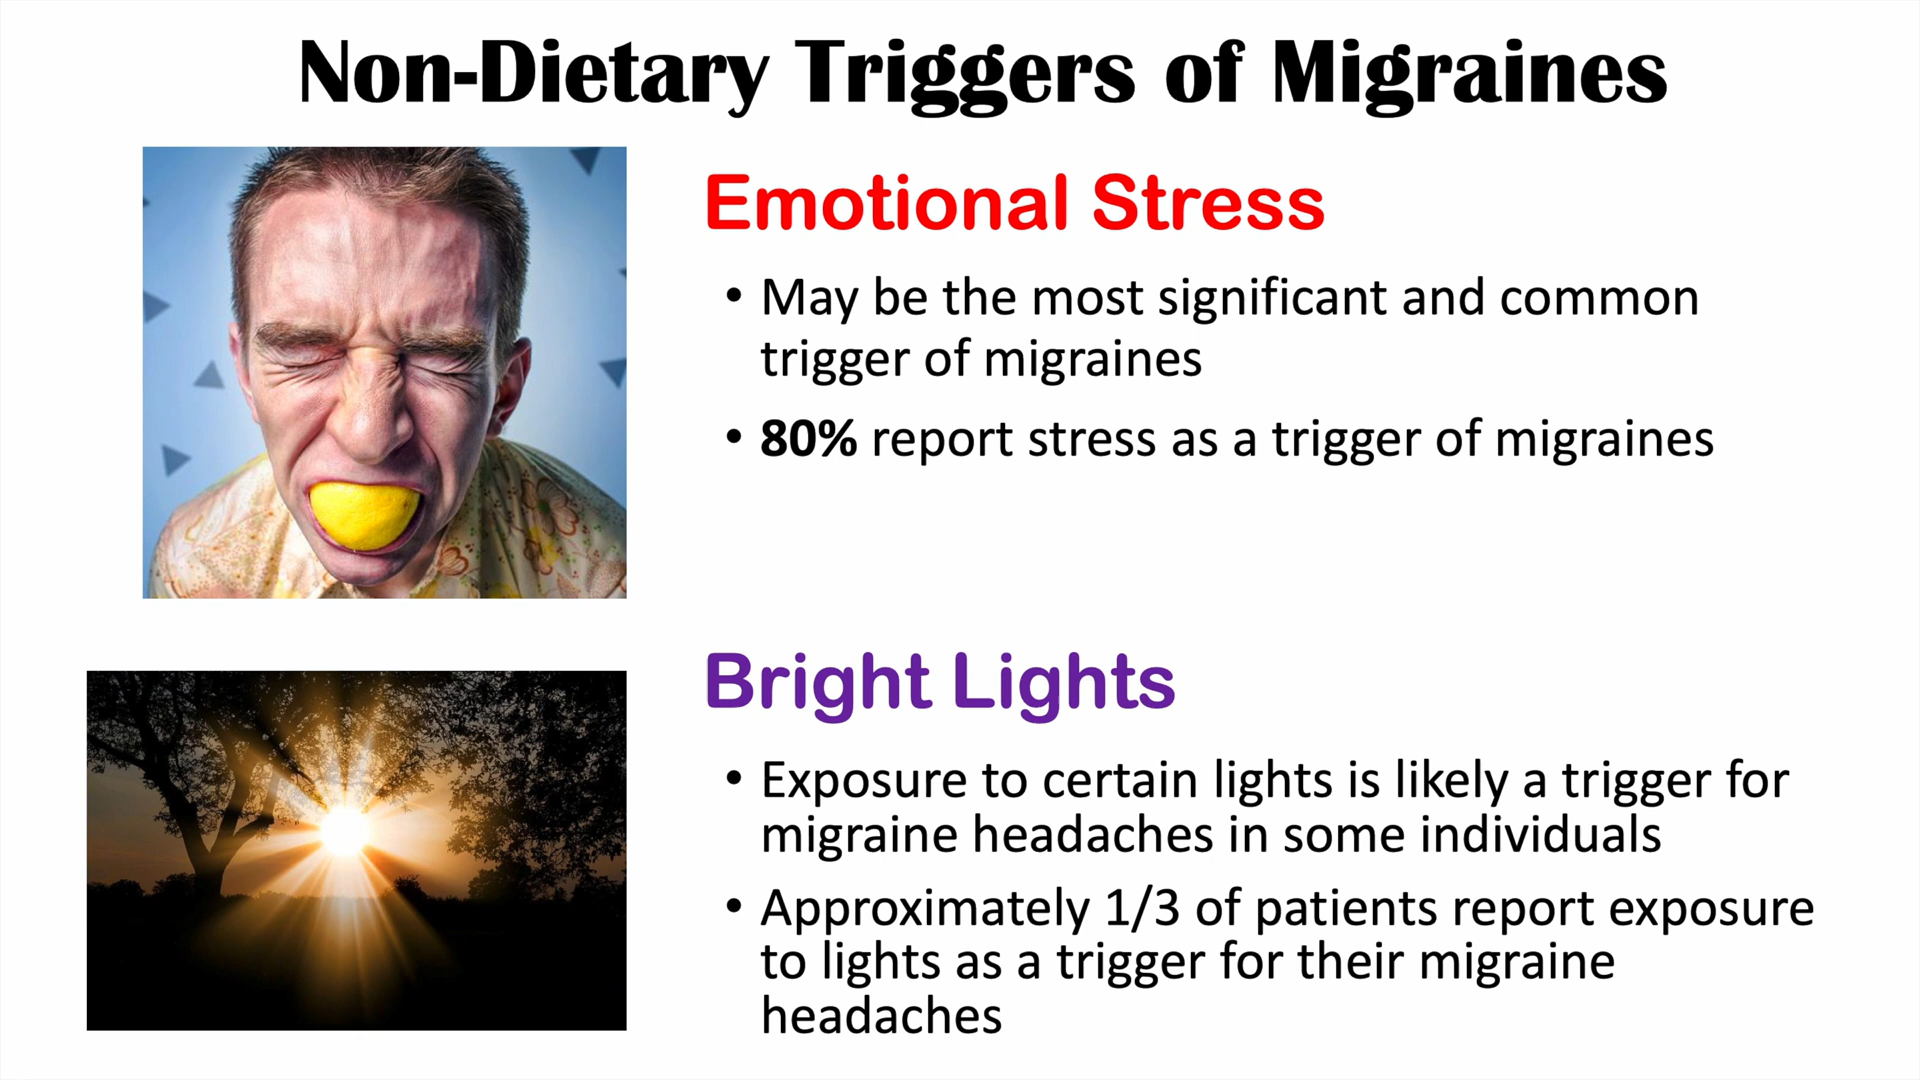 Non-Dietary Triggers of Migraines
Emotional Stress
• May be the most significant and common
trigger of migraines
• 80% report stress as a trigger of migraines
Bright Lights
• Exposure to certain lights is likely a trigger for
migraine headaches in some individuals
• Approximately 1/3 of patients report exposure
to lights as a trigger for their migraine
headaches